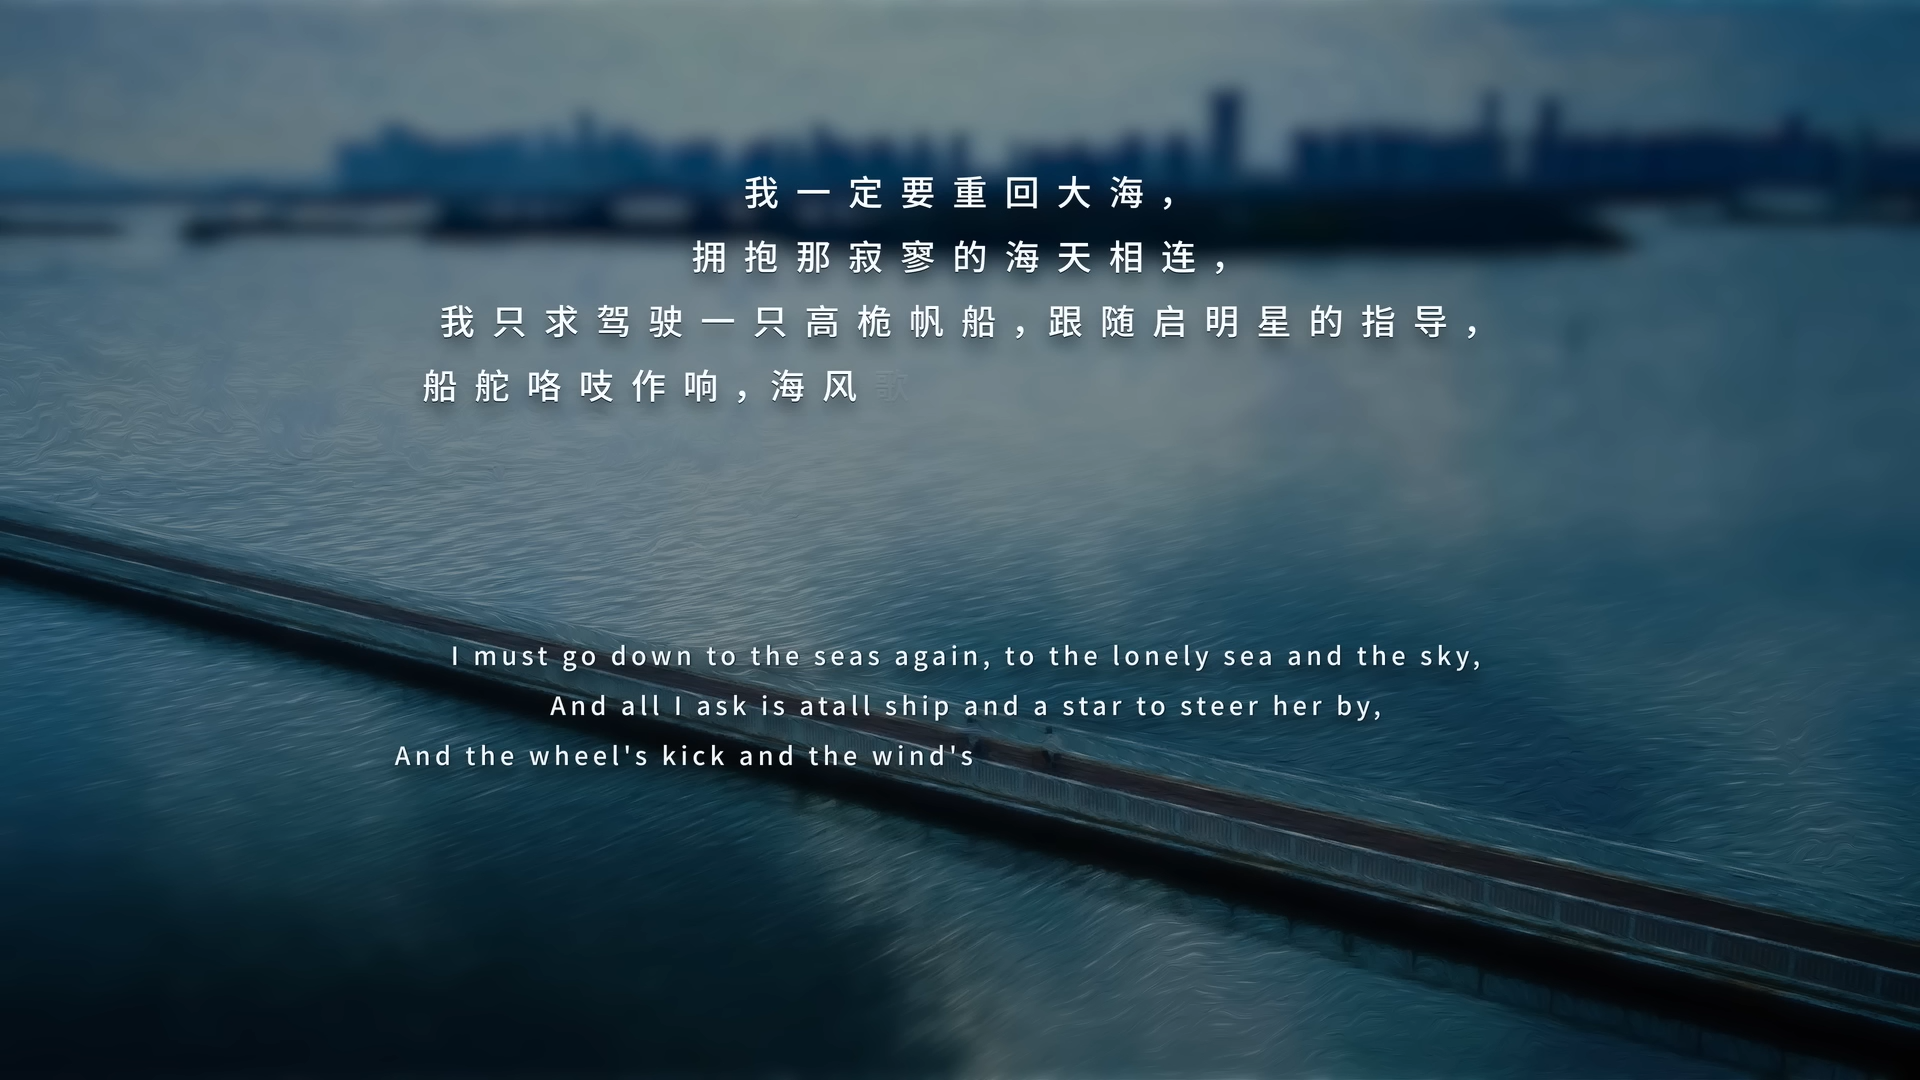 我一定要重回大海，
拥抱那寂寥的海天相连，
我只求驾驶一只高桅帆船，跟随启明星的指导，
船舵咯吱作响，海风歌
I must go down to the seas again, to the lonely sea and the sky,
And all I ask is atall ship and a star to steer her by,
And the wheel's kick and the wind's